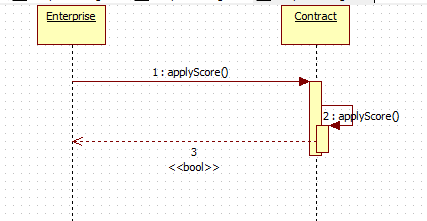 Enterprise
Contract
1 : applyScore()
2 : applyScore()
3
<<bool>>